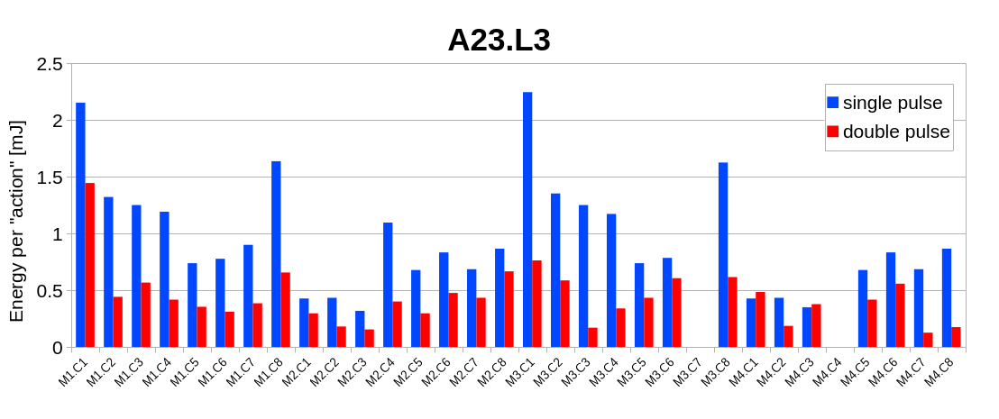 A23.L3
Energy per "action" [mJ]
2.5
2
1.5
1
0.5
0
single pulse
double pulse
M1.C1
M1.C2
M1.C3
M1.C4
M1.C5
M1.C6
M1.C7
M1.C8
M2.C1
M2.C2
M2.C3
M2.C4
M2.C5
M2.C6
M2.C7
M2.C8
M3.C1
M3.C2
M3.C3
M3.C4
M3.C5
M3.C6
M3.C7
M3.C8
M4.C1
M4.C2
M4.C3
M4.C4
M4.C5
M4.C6
M4.C7
M4.C8